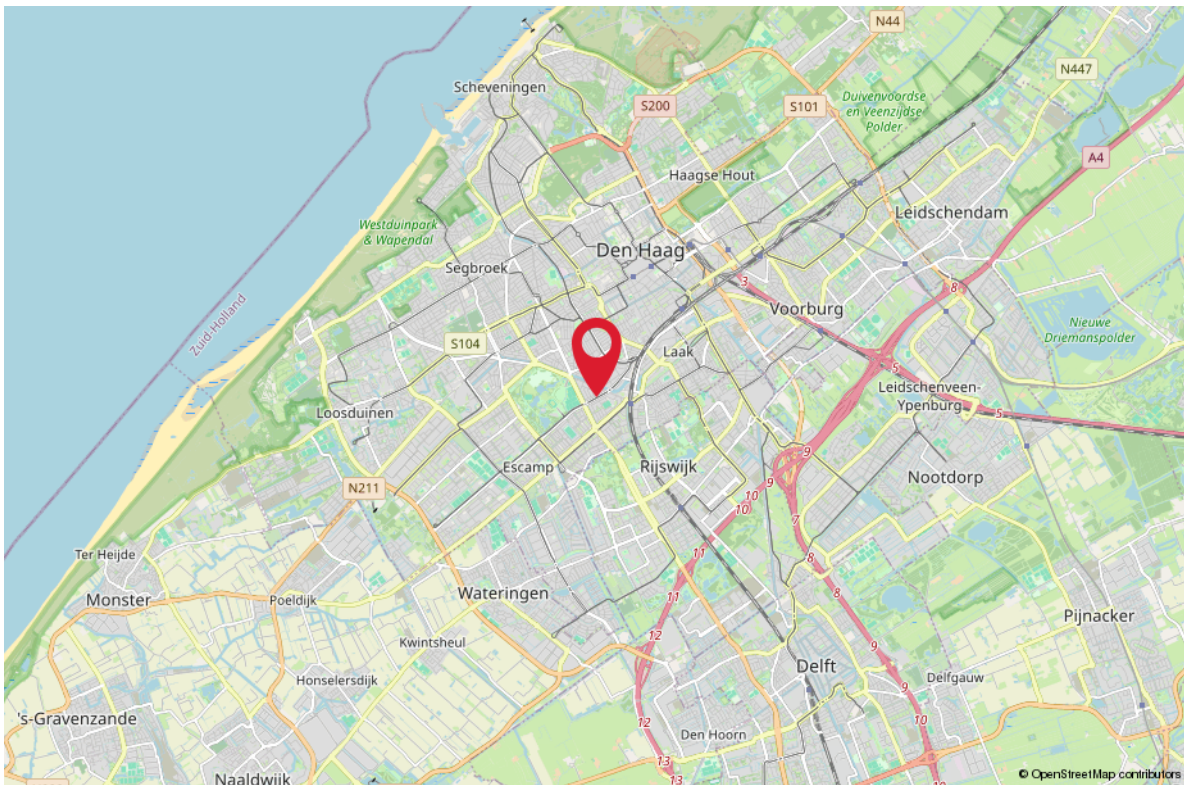 N44
N447
Scheveningen
S200
S101
Duivenvoordse
en Veenzijdse
Polder
A4
Haagse Hout
Leidschendam
Westduinpark
& Wapendal
Den Haag
Segbroek
3
8
Zuid-Holland
Voorburg
Nieuwe
Driemanspolder
S104
Laak
5
Leidschenveen-
Ypenburg
Loosduinen
5
9
Escamp
Rijswijk
9
Nootdorp
N211
10
10
7
Ter Heijde
11
8
Monster
Poeldijk
Wateringen
11
8
Pijnacker
Kwintsheul
12
9
Delft
Honselersdijk
Delfgauw
9
's-Gravenzande
12
10
Den Hoorn
13
Naaldwijk
13
10
© OpenStreetMap contributors